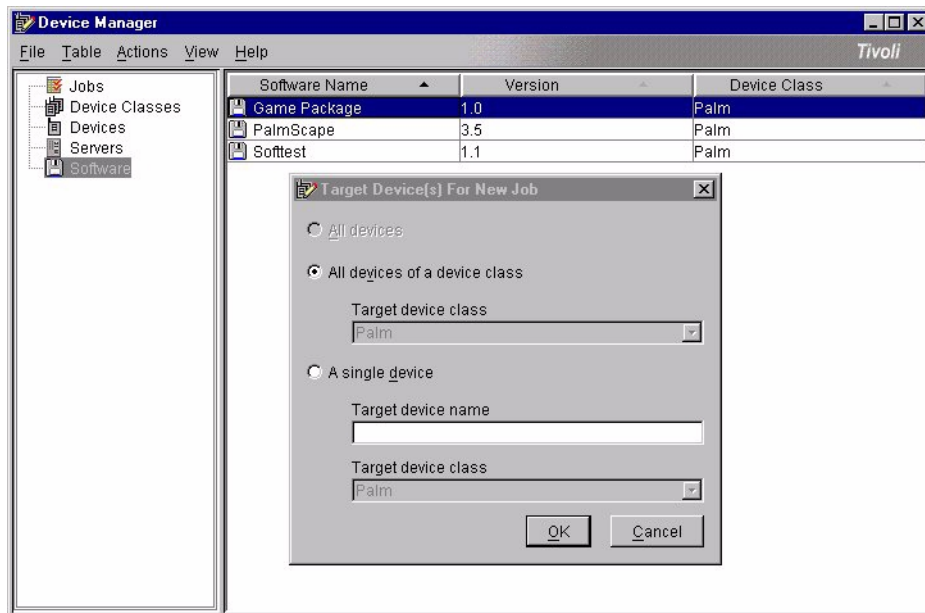 Device Manager
File Table Actions View Help Tivoli
Jobs
Device Classes
Devices
Servers
Software
Software Name Version Device Class
Game Package 1.0 Palm
PalmScape 3.5 Palm
Softtest 1.1 Palm
Target Device(s) For New Job
All devices
All devices of a device class
Target device class
Palm
A single device
Target device name
Target device class
Palm
OK Cancel